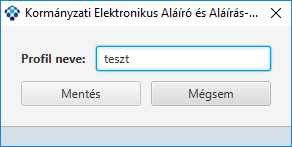 Kormányzati Elektronikus Aláíró és Aláírás-...
Profil neve: teszt
Mentés Mégsem